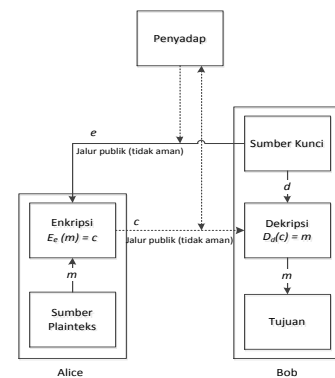 Penyadap
e
Jalur publik (tidak aman)
Sumber Kunci
d
Enkripsi
Eₑ (m) = c
c
Jalur publik (tidak aman)
Dekripsi
D_d(c) = m
m
m
Sumber
Plainteks
Tujuan
Alice
Bob